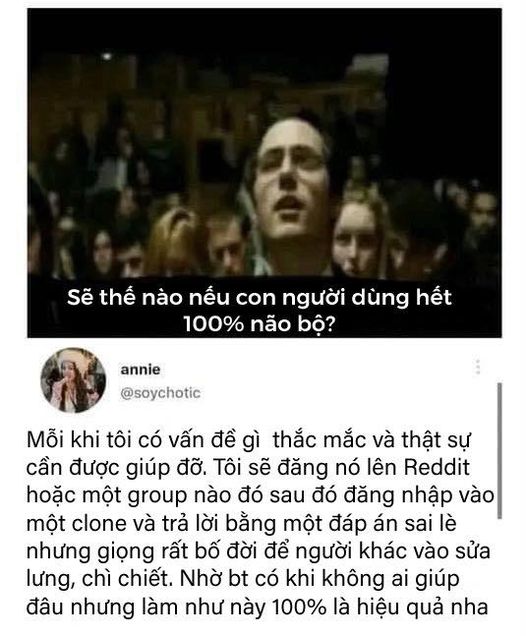 Sẽ thế nào nếu con người dùng hết
100% não bộ?
annie
@soychotic
Mỗi khi tôi có vấn đề gì thắc mắc và thật sự
cần được giúp đỡ. Tôi sẽ đăng nó lên Reddit
hoặc một group nào đó sau đó đăng nhập vào
một clone và trả lời bằng một đáp án sai lè
nhưng giọng rất bố đời để người khác vào sửa
lưng, chì chiết. Nhờ bt có khi không ai giúp
đâu nhưng làm như này 100% là hiệu quả nha